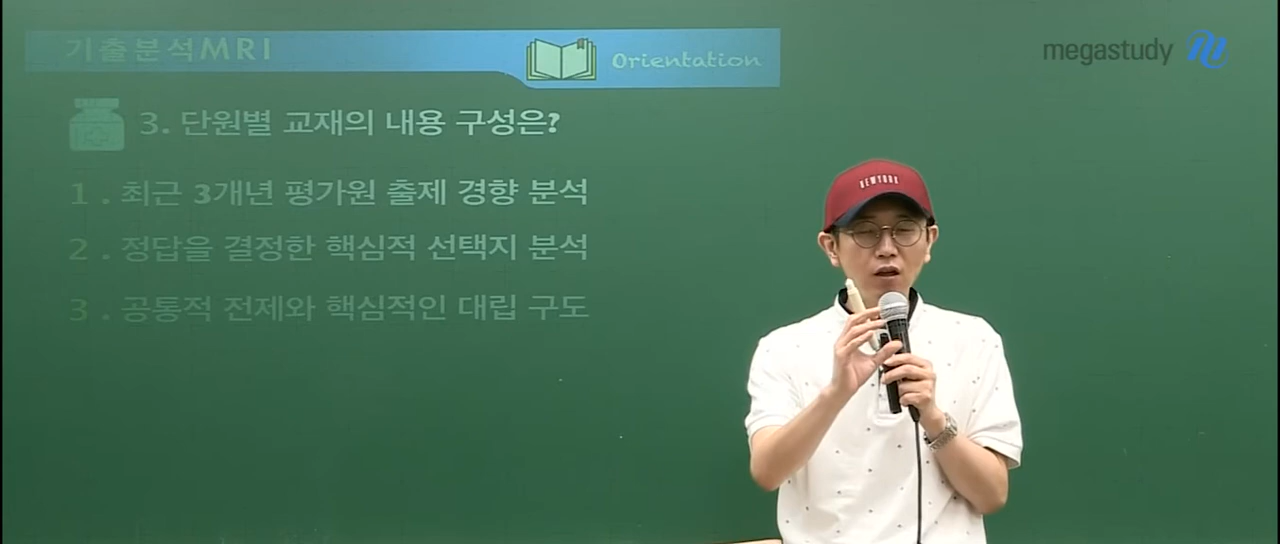 기출분석MRI
Orientation
megastudy
3. 단원별 교재의 내용 구성은?
1. 최근 3개년 평가원 출제 경향 분석
2. 정답을 결정한 핵심적 선택지 분석
3. 공통적 전제와 핵심적인 대립 구도
NEWYORK